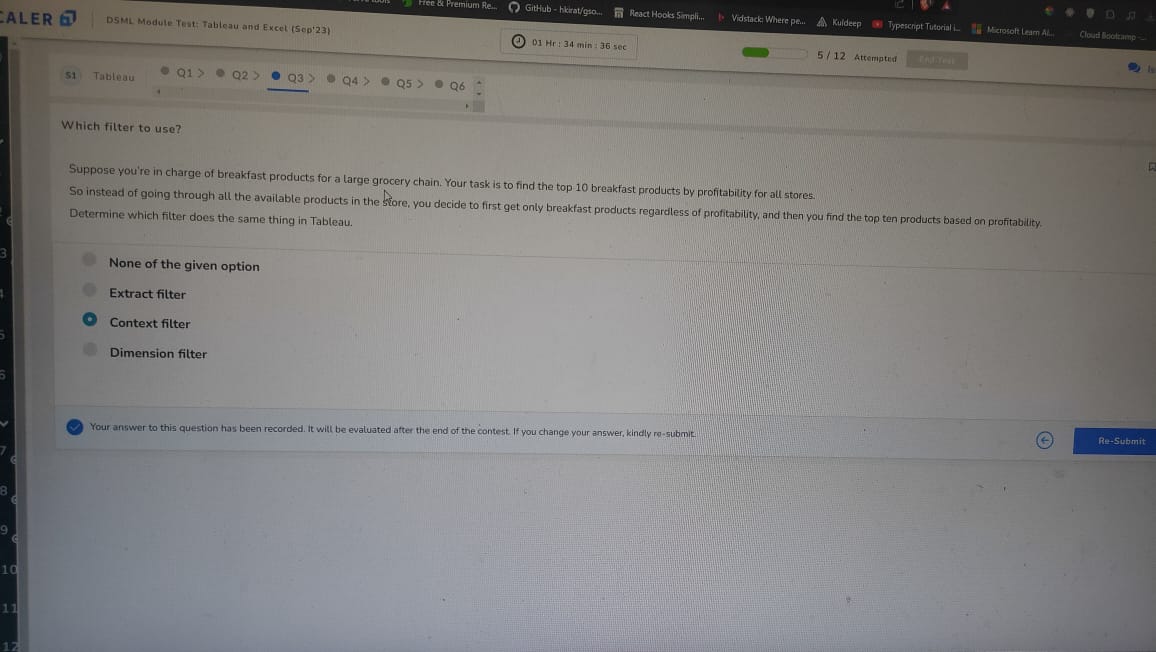 CALER
DSML Module Test: Tableau and Excel (Sep'23)
Free & Premium Re...
GitHub - hkirat/gso...
React Hooks Simpli...
Vidstack: Where pe...
Kuldeep
Typescript Tutorial i...
Microsoft Learn AI...
Cloud Bootcamp -...
01 Hr : 34 min : 36 sec
5 / 12 Attempted
End Test
S1 Tableau
Q1 > Q2 > Q3 > Q4 > Q5 > Q6
Which filter to use?
Suppose you're in charge of breakfast products for a large grocery chain. Your task is to find the top 10 breakfast products by profitability for all stores.
So instead of going through all the available products in the store, you decide to first get only breakfast products regardless of profitability, and then you find the top ten products based on profitability.
Determine which filter does the same thing in Tableau.
None of the given option
Extract filter
Context filter
Dimension filter
Your answer to this question has been recorded. It will be evaluated after the end of the contest. If you change your answer, kindly re-submit.
Re-Submit
3
4
5
6
7
8
9
10
11
12